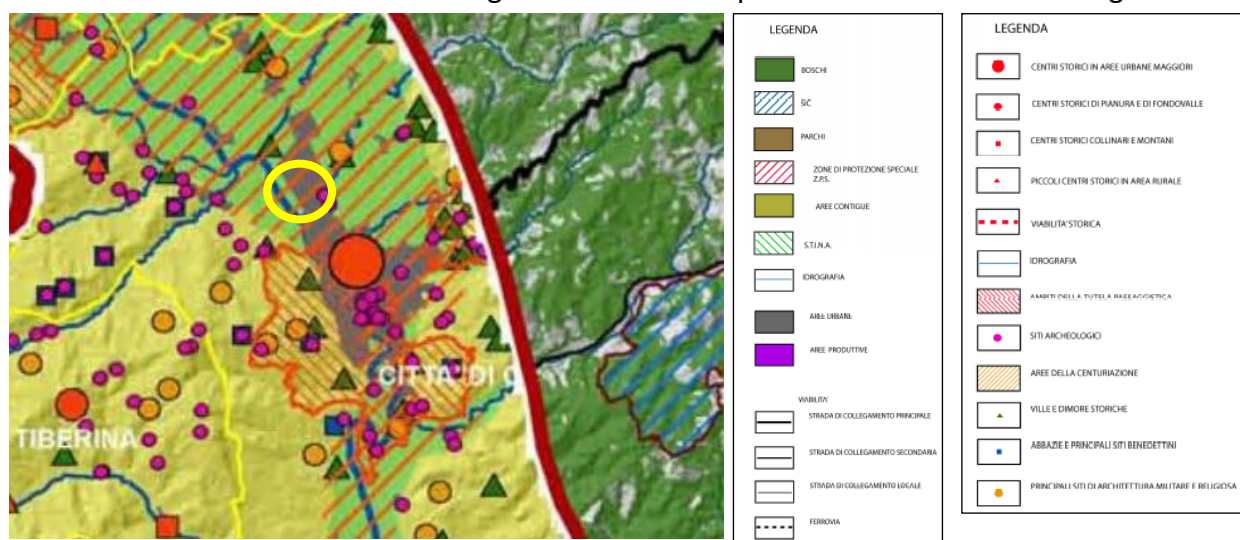 TIBERINA
CITTA' DI C
LEGENDA
BOSCHI
SIC
PARCHI
ZONE DI PROTEZIONE SPECIALE
Z.P.S.
AREE CONTIGUE
S.T.I.N.A.
IDROGRAFIA
AREE URBANE
AREE PRODUTTIVE
VIABILITA'
STRADA DI COLLEGAMENTO PRINCIPALE
STRADA DI COLLEGAMENTO SECONDARIA
STRADA DI COLLEGAMENTO LOCALE
FERROVIA
LEGENDA
CENTRI STORICI IN AREE URBANE MAGGIORI
CENTRI STORICI DI PIANURA E DI FONDOVALLE
CENTRI STORICI COLLINARI E MONTANI
PICCOLI CENTRI STORICI IN AREA RURALE
VIABILITA' STORICA
IDROGRAFIA
AMBITI DELLA TUTELA PAESAGGISTICA
SITI ARCHEOLOGICI
AREE DELLA CENTURIAZIONE
VILLE E DIMORE STORICHE
ABBAZIE E PRINCIPALI SITI BENEDETTINI
PRINCIPALI SITI DI ARCHITETTURA MILITARE E RELIGIOSA